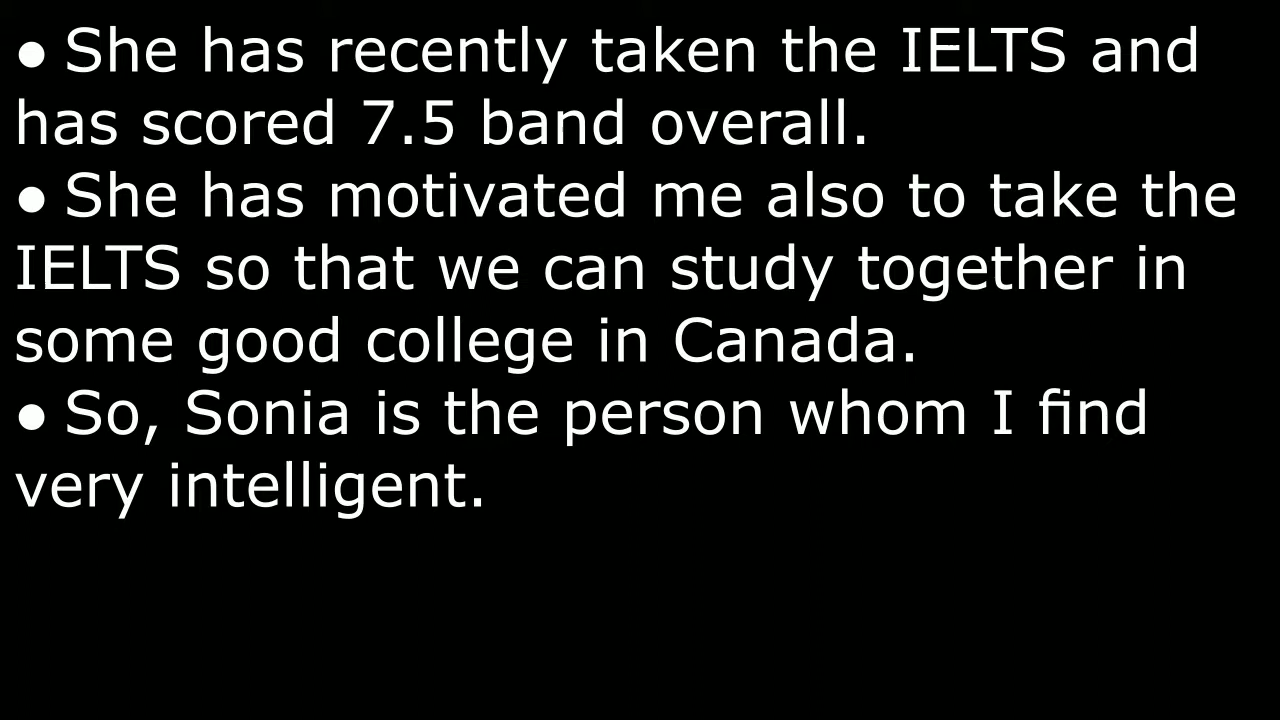 ● She has recently taken the IELTS and
has scored 7.5 band overall.
● She has motivated me also to take the
IELTS so that we can study together in
some good college in Canada.
● So, Sonia is the person whom I find
very intelligent.